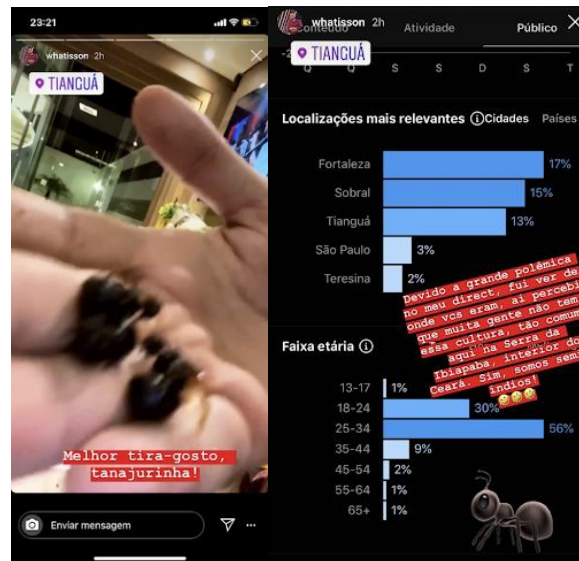 23:21
whatisson 2h
TIANGUÁ
Melhor tira-gosto,
tanajurinha!
Enviar mensagem
whatisson 2h
Conteúdo Atividade Público
TIANGUÁ
Q Q S S D S T
Localizações mais relevantes Cidades Países
Fortaleza 17%
Sobral 15%
Tianguá 13%
São Paulo 3%
Teresina 2%
Devido a grande polêmica
no meu direct, fui ver de
onde vcs eram, ai percebi
que muita gente não tem
essa cultura, tão comum
aqui na Serra da
Ibiapaba, interior do
Ceará. Sim, somos semi
indios!
🤣🤣🤣
Faixa etária
13-17 1%
18-24 30%
25-34 56%
35-44 9%
45-54 2%
55-64 1%
65+ 1%